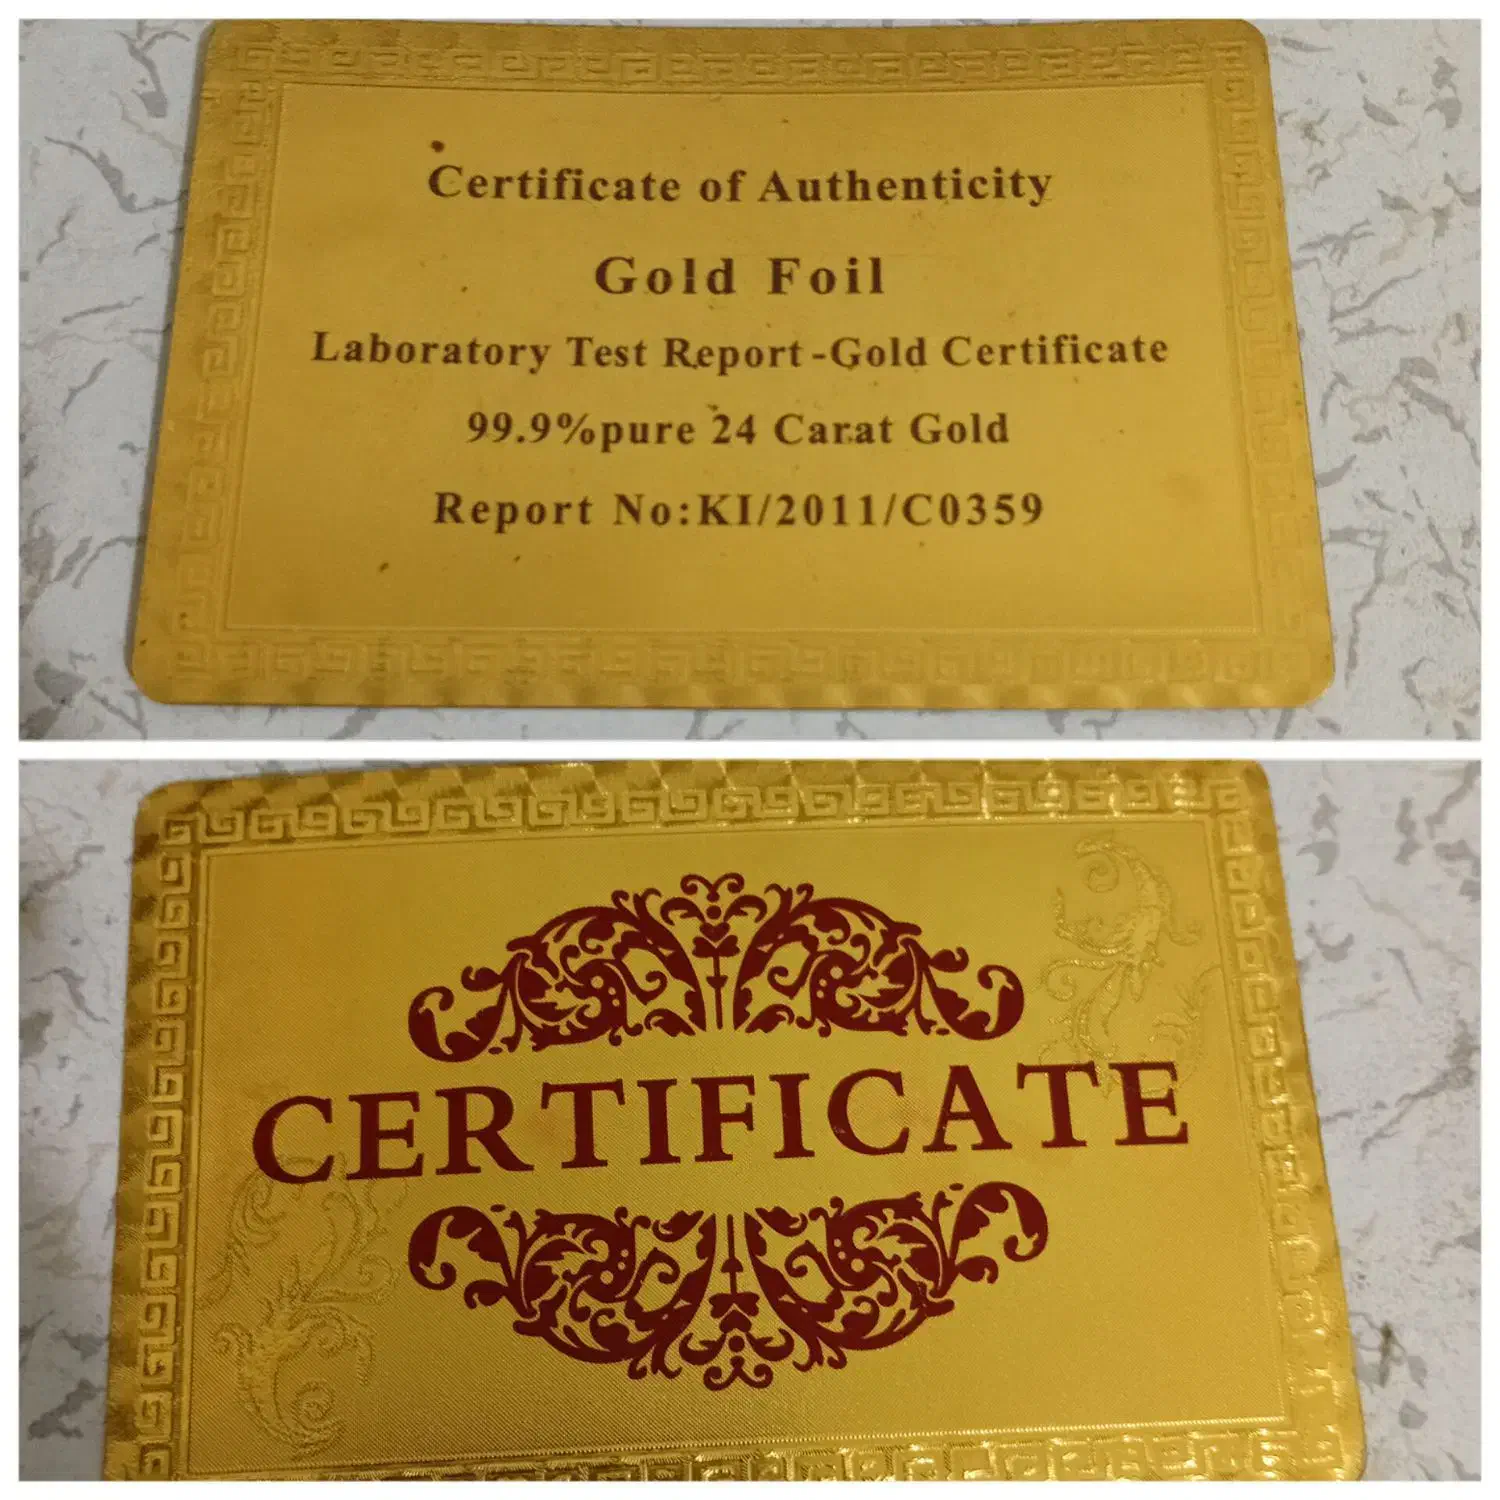 Certificate of Authenticity
Gold Foil
Laboratory Test Report-Gold Certificate
99.9%pure 24 Carat Gold
Report No:KI/2011/C0359
CERTIFICATE